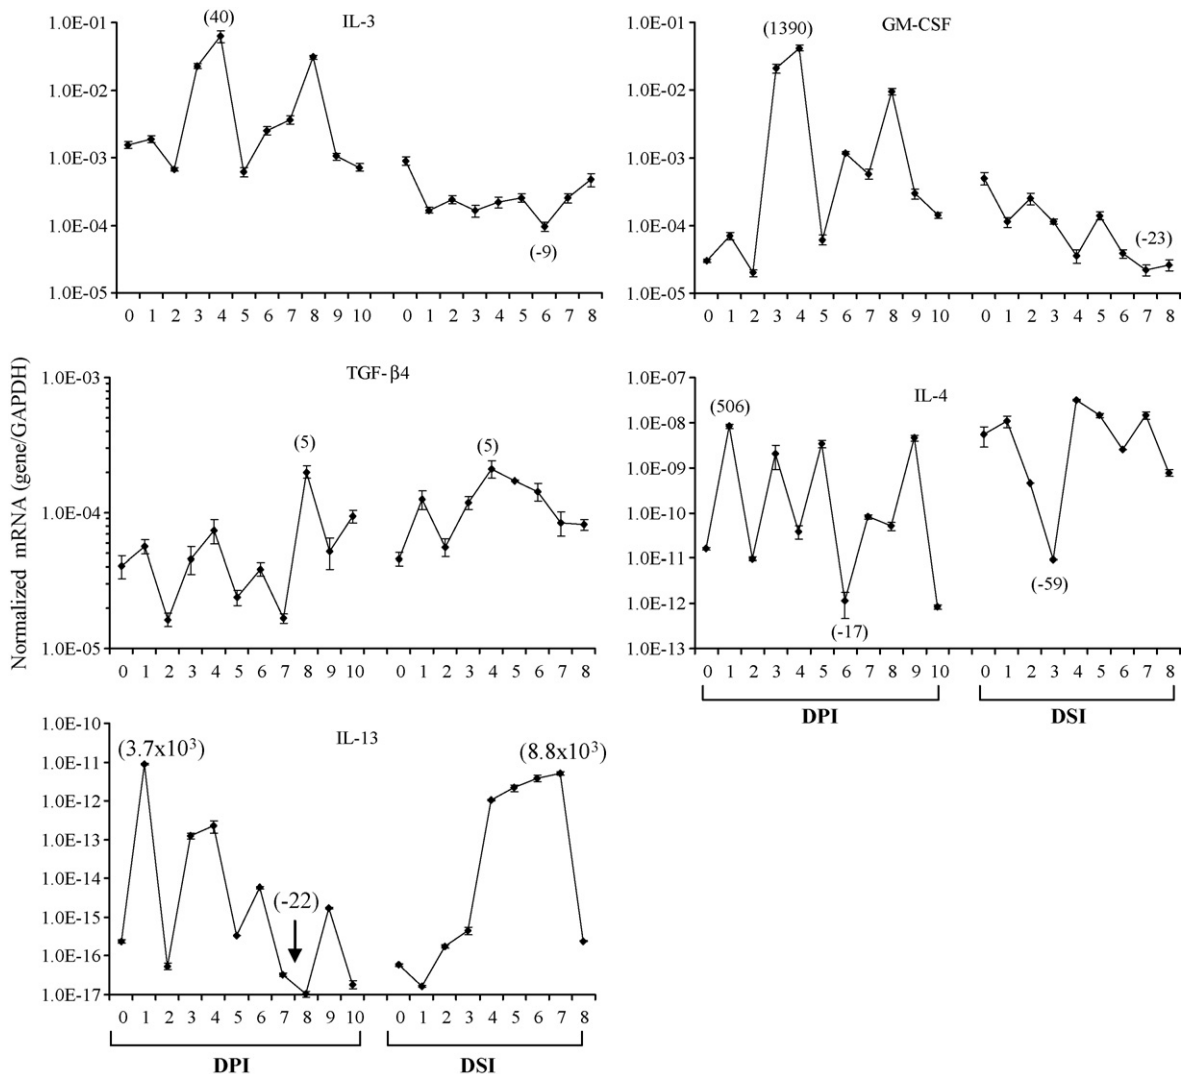 1.0E-01
1.0E-02
1.0E-03
1.0E-04
1.0E-05
IL-3
(40)
(-9)
0 1 2 3 4 5 6 7 8 9 10 0 1 2 3 4 5 6 7 8
1.0E-01
1.0E-02
1.0E-03
1.0E-04
1.0E-05
GM-CSF
(1390)
(-23)
0 1 2 3 4 5 6 7 8 9 10 0 1 2 3 4 5 6 7 8
Normalized mRNA (gene/GAPDH)
1.0E-03
1.0E-04
1.0E-05
TGF-β4
(5)
(5)
0 1 2 3 4 5 6 7 8 9 10 0 1 2 3 4 5 6 7 8
1.0E-07
1.0E-08
1.0E-09
1.0E-10
1.0E-11
1.0E-12
1.0E-13
IL-4
(506)
(-59)
(-17)
0 1 2 3 4 5 6 7 8 9 10 0 1 2 3 4 5 6 7 8
DPI DSI
1.0E-10
1.0E-11
1.0E-12
1.0E-13
1.0E-14
1.0E-15
1.0E-16
1.0E-17
IL-13
(3.7x10³) (8.8x10³)
(-22)
0 1 2 3 4 5 6 7 8 9 10 0 1 2 3 4 5 6 7 8
DPI DSI